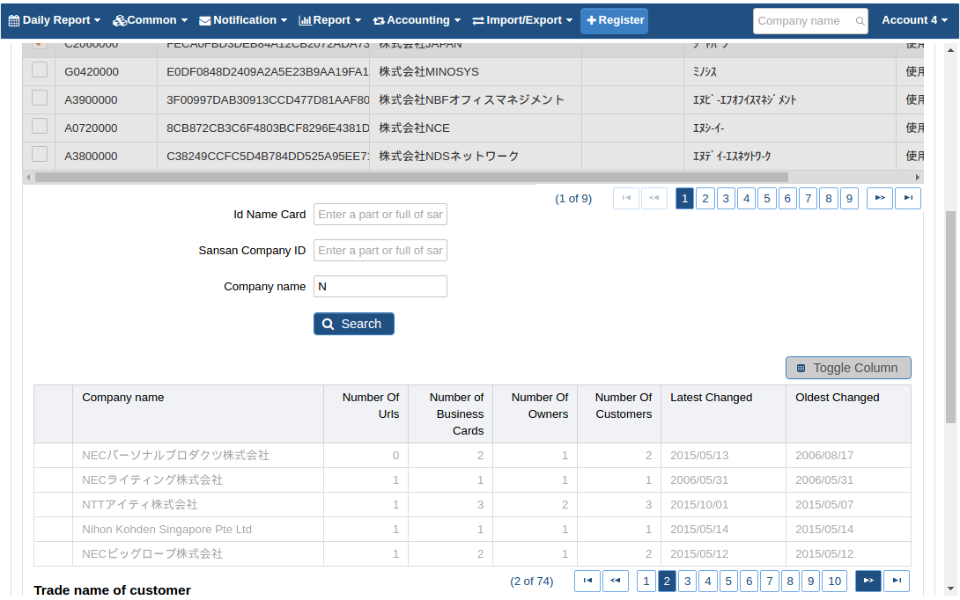 Daily Report Common Notification Report Accounting Import/Export Register Company name Account 4
C2060000 FECA0FBD3DEB84A12CB2072ADA73 株式会社JAPAN
G0420000 E0DF0848D2409A2A5E23B9AA19FA1 株式会社MINOSYS ﾐﾉｼｽ 使用
A3900000 3F00997DAB30913CCD477D81AAF80 株式会社NBFオフィスマネジメント ｴﾇﾋﾞ-ｴﾌｵﾌｲｽﾏﾈｼﾞﾒﾝﾄ 使用
A0720000 8CB872CB3C6F4803BCF8296E4381D 株式会社NCE ｴﾇｼ-ｲ- 使用
A3800000 C38249CCFC5D4B784DD525A95EE7 株式会社NDSネットワーク ｴﾇﾃﾞｲ-ｴｽﾈﾂﾄﾜ-ｸ 使用
(1 of 9) 1 2 3 4 5 6 7 8 9
Id Name Card Enter a part or full of sar
Sansan Company ID Enter a part or full of sar
Company name N
Search
Toggle Column
Company name Number Of Urls Number of Business Cards Number Of Owners Number Of Customers Latest Changed Oldest Changed
NECパーソナルプロダクツ株式会社 0 2 1 2 2015/05/13 2006/08/17
NECライティング株式会社 1 1 1 1 2006/05/31 2006/05/31
NTTアイティ株式会社 1 3 2 3 2015/10/01 2015/05/07
Nihon Kohden Singapore Pte Ltd 1 1 1 1 2015/05/14 2015/05/14
NECビッグローブ株式会社 1 2 1 2 2015/05/12 2015/05/12
(2 of 74) 1 2 3 4 5 6 7 8 9 10
Trade name of customer